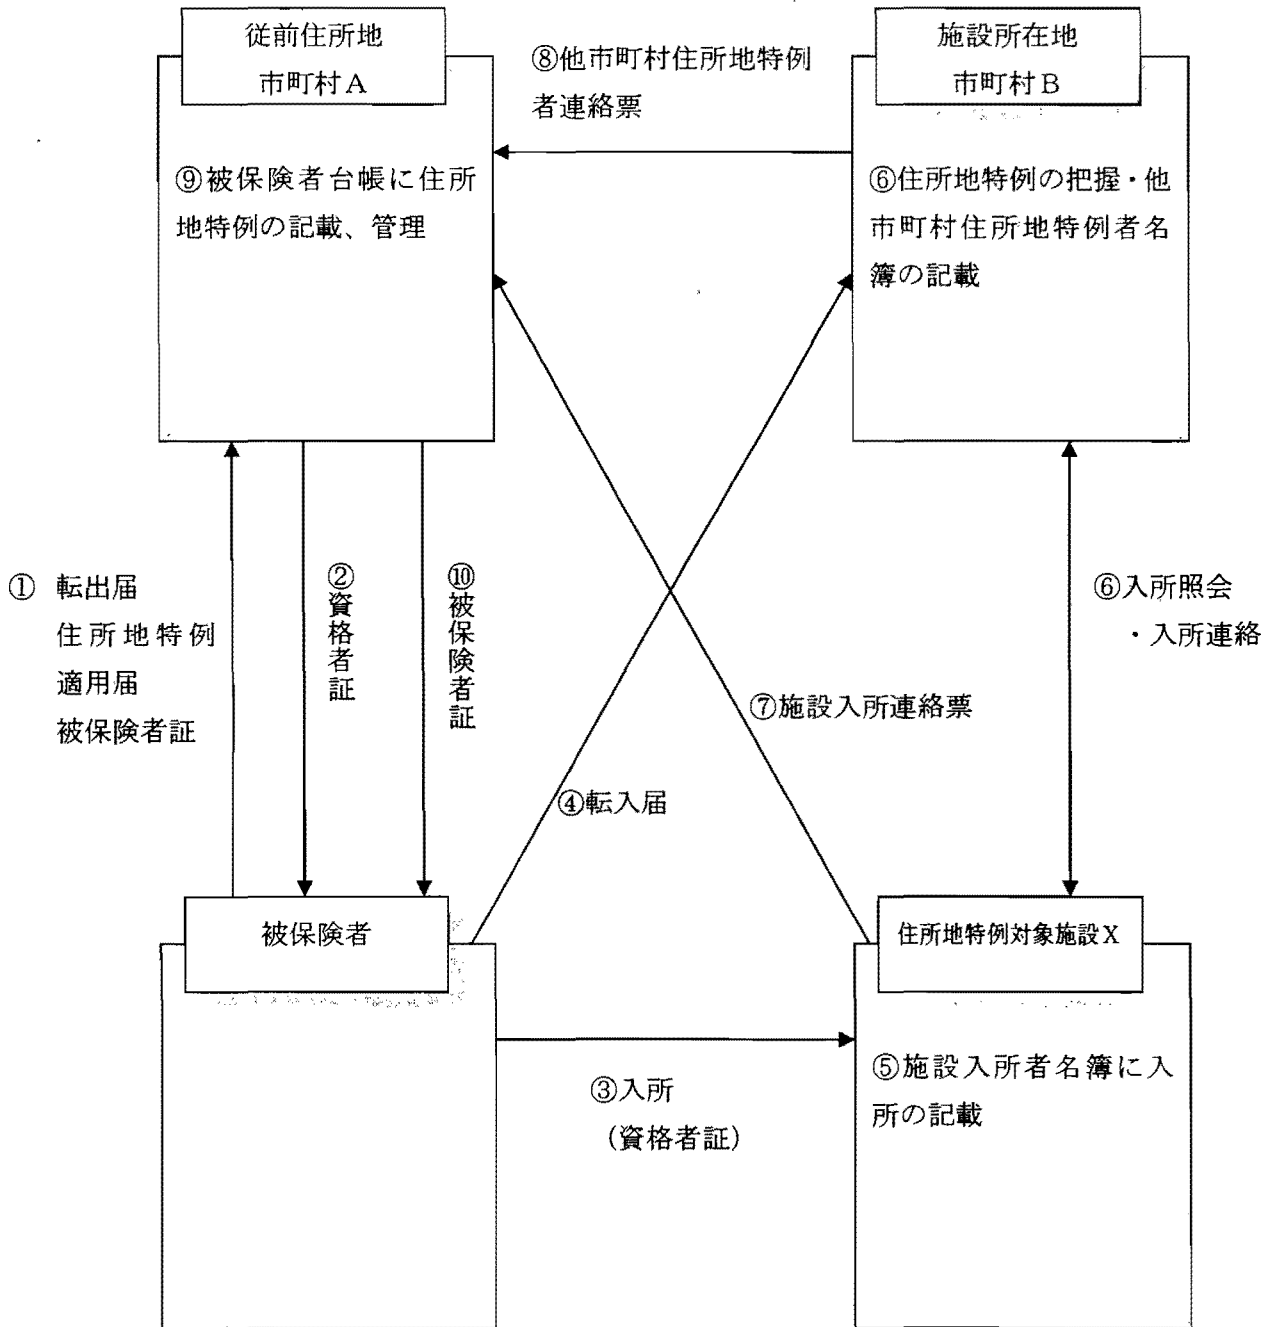 従前住所地
市町村A
施設所在地
市町村B
⑧他市町村住所地特例
者連絡票
⑨被保険者台帳に住所
地特例の記載、管理
⑥住所地特例の把握・他
市町村住所地特例者名
簿の記載
① 転出届
住所地特例
適用届
被保険者証
②資格者証
⑩被保険者証
⑥入所照会
・入所連絡
⑦施設入所連絡票
④転入届
被保険者
住所地特例対象施設X
③入所
（資格者証）
⑤施設入所者名簿に入
所の記載